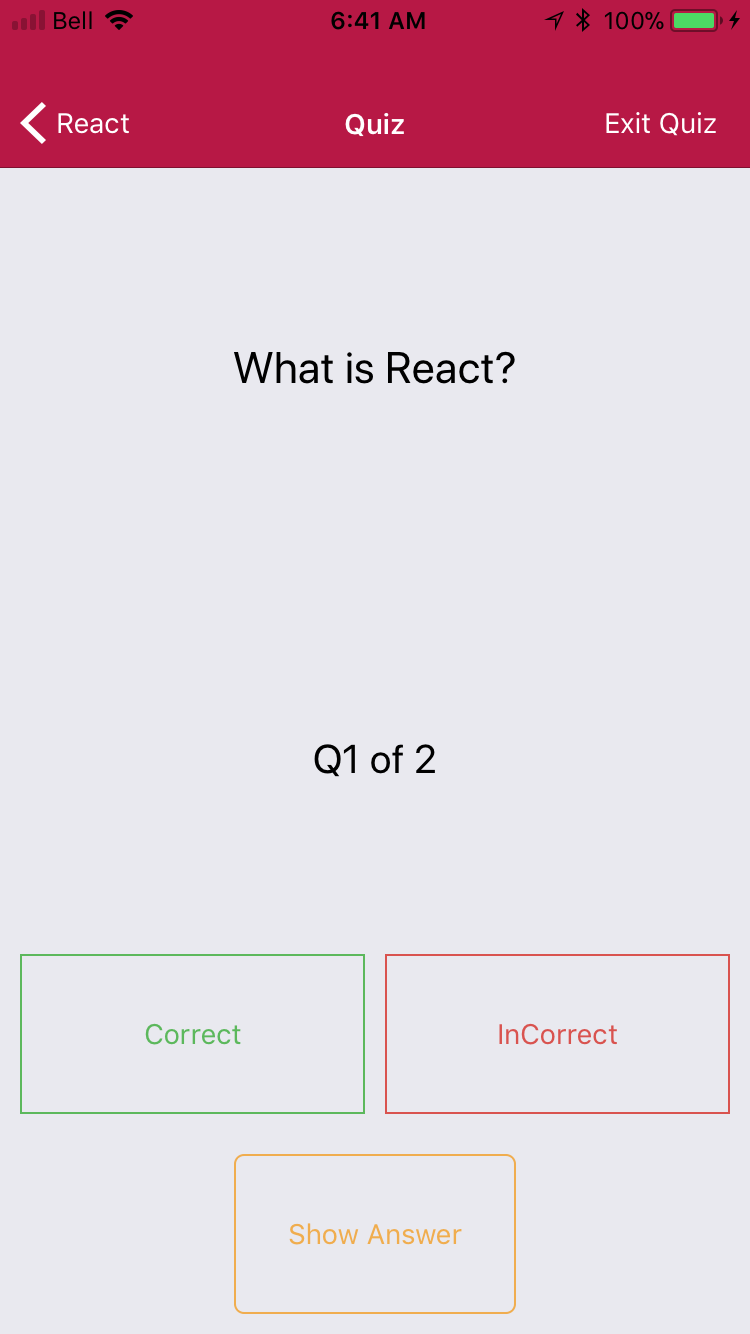 Bell 6:41 AM 100%
React Quiz Exit Quiz
What is React?
Q1 of 2
Correct InCorrect
Show Answer